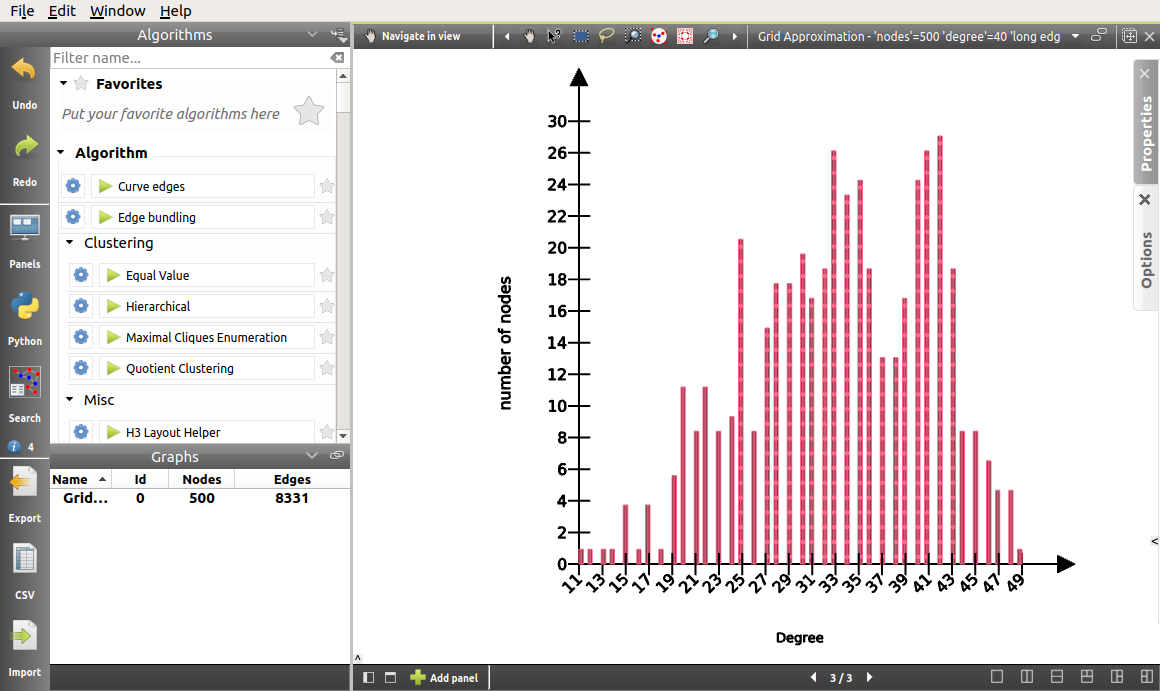 File Edit Window Help
Algorithms
Navigate in view
Grid Approximation - 'nodes'=500 'degree'=40 'long edg
Filter name...
Undo
Redo
Panels
Python
Search
4
Export
CSV
Import
Favorites
Put your favorite algorithms here
Algorithm
Curve edges
Edge bundling
Clustering
Equal Value
Hierarchical
Maximal Cliques Enumeration
Quotient Clustering
Misc
H3 Layout Helper
Graphs
Name Id Nodes Edges
Grid... 0 500 8331
number of nodes
30
26
24
22
20
18
16
14
12
10
8
6
4
2
0
11 13 15 17 19 21 23 25 27 29 31 33 35 37 39 41 43 45 47 49
Degree
Properties
Options
Add panel
3 / 3